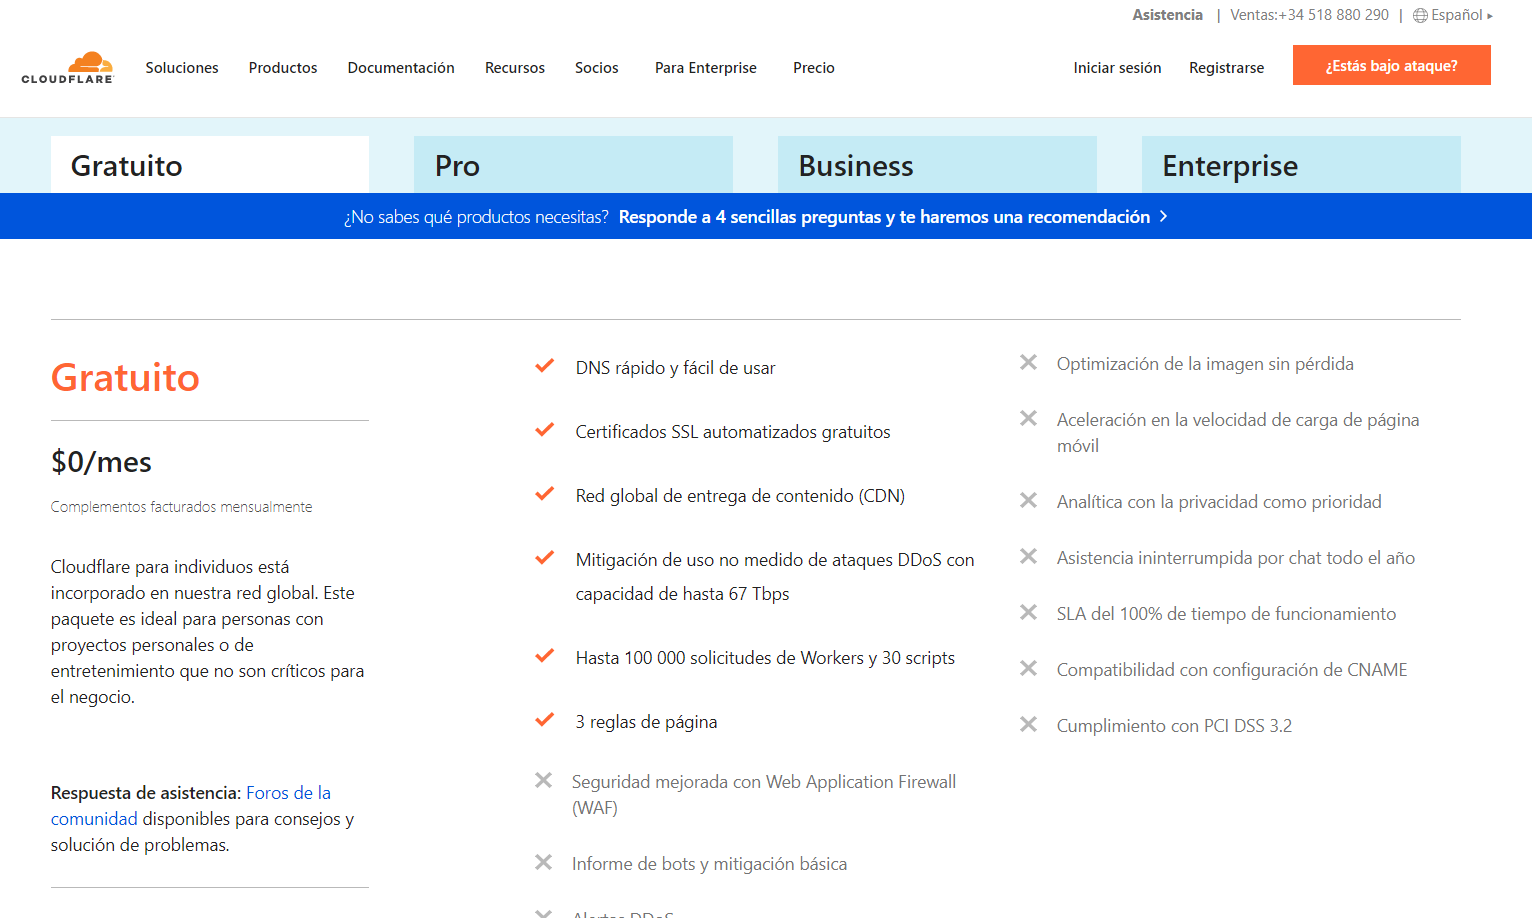 Asistencia | Ventas:+34 518 880 290 | Español ▸
CLOUDFLARE
Soluciones Productos Documentación Recursos Socios Para Enterprise Precio Iniciar sesión Registrarse ¿Estás bajo ataque?
Gratuito Pro Business Enterprise
¿No sabes qué productos necesitas? Responde a 4 sencillas preguntas y te haremos una recomendación >
Gratuito
$0/mes
Complementos facturados mensualmente
Cloudflare para individuos está
incorporado en nuestra red global. Este
paquete es ideal para personas con
proyectos personales o de
entretenimiento que no son críticos para
el negocio.
Respuesta de asistencia: Foros de la
comunidad disponibles para consejos y
solución de problemas.
DNS rápido y fácil de usar
Certificados SSL automatizados gratuitos
Red global de entrega de contenido (CDN)
Mitigación de uso no medido de ataques DDoS con
capacidad de hasta 67 Tbps
Hasta 100 000 solicitudes de Workers y 30 scripts
3 reglas de página
Seguridad mejorada con Web Application Firewall
(WAF)
Informe de bots y mitigación básica
Alertas DDoS
Optimización de la imagen sin pérdida
Aceleración en la velocidad de carga de página
móvil
Analítica con la privacidad como prioridad
Asistencia ininterrumpida por chat todo el año
SLA del 100% de tiempo de funcionamiento
Compatibilidad con configuración de CNAME
Cumplimiento con PCI DSS 3.2